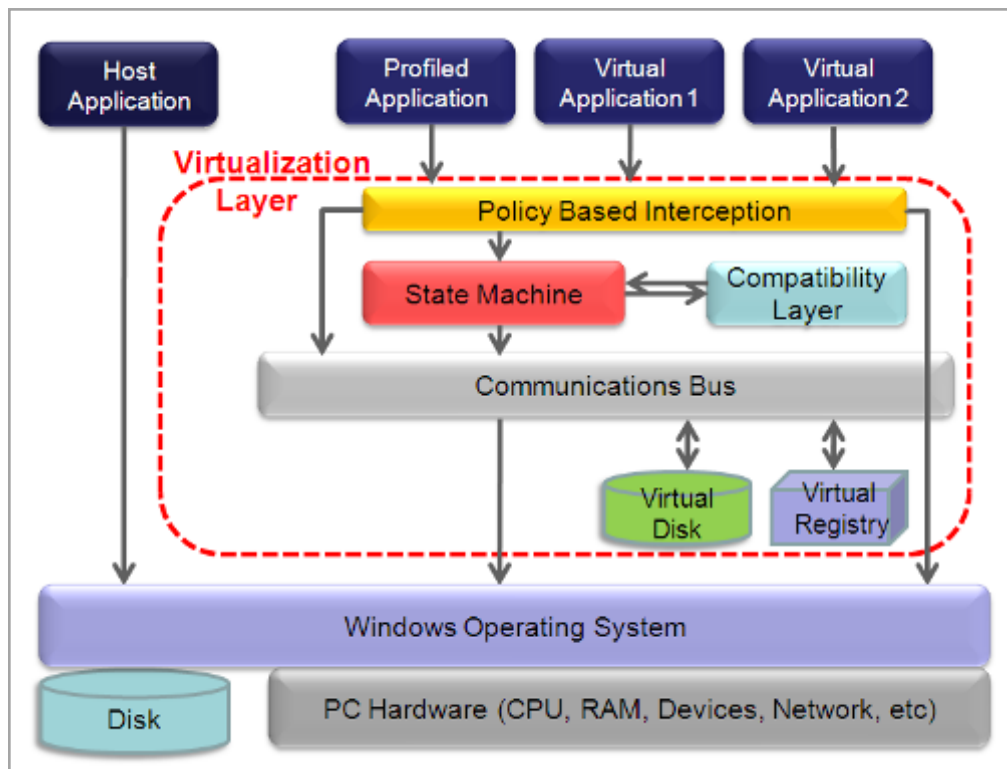 Host
Application
Profiled
Application
Virtual
Application 1
Virtual
Application 2
Virtualization
Layer
Policy Based Interception
State Machine
Compatibility
Layer
Communications Bus
Virtual
Disk
Virtual
Registry
Windows Operating System
Disk
PC Hardware (CPU, RAM, Devices, Network, etc)